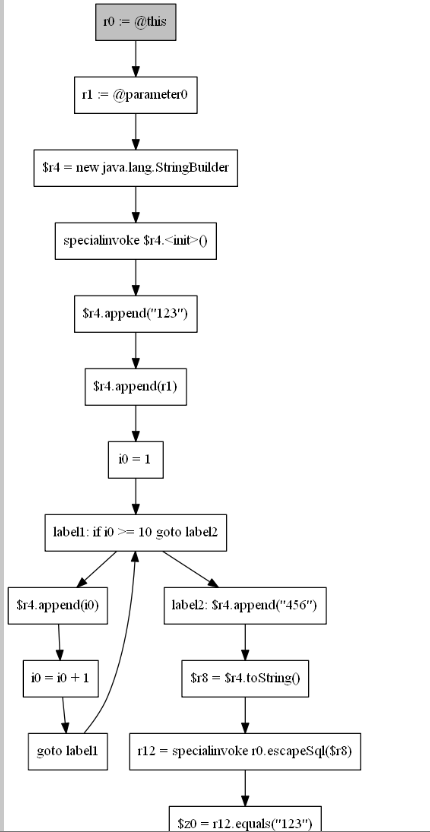 r0 := @this
r1 := @parameter0
$r4 = new java.lang.StringBuilder
specialinvoke $r4.<init>()
$r4.append("123")
$r4.append(r1)
i0 = 1
label1: if i0 >= 10 goto label2
$r4.append(i0)
i0 = i0 + 1
goto label1
label2: $r4.append("456")
$r8 = $r4.toString()
r12 = specialinvoke r0.escapeSql($r8)
$z0 = r12.equals("123")